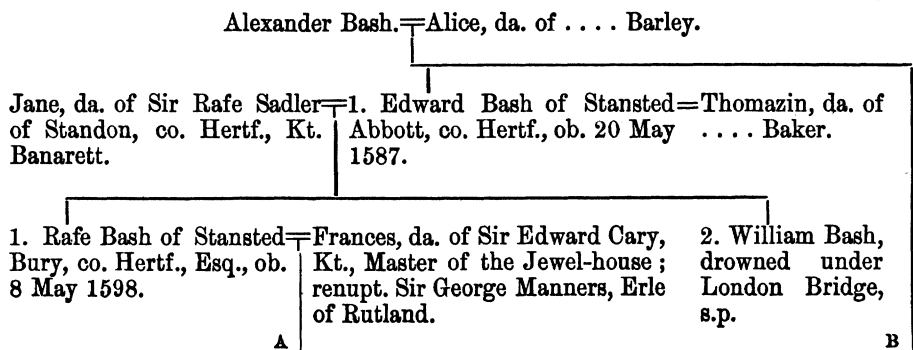 Alexander Bash.=Alice, da. of .... Barley.
Jane, da. of Sir Rafe Sadler=
of Standon, co. Hertf., Kt.
Banarett.
1. Edward Bash of Stansted=
Abbott, co. Hertf., ob. 20 May
1587.
Thomazin, da. of
.... Baker.
1. Rafe Bash of Stansted=
Bury, co. Hertf., Esq., ob.
8 May 1598.
Frances, da. of Sir Edward Cary,
Kt., Master of the Jewel-house;
renupt. Sir George Manners, Erle
of Rutland.
2. William Bash,
drowned under
London Bridge,
s.p.
A
B